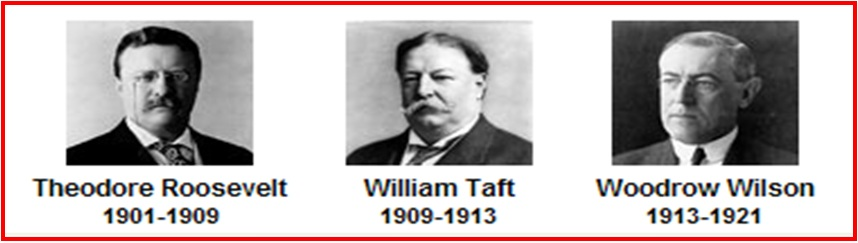 Theodore Roosevelt
1901-1909
William Taft
1909-1913
Woodrow Wilson
1913-1921